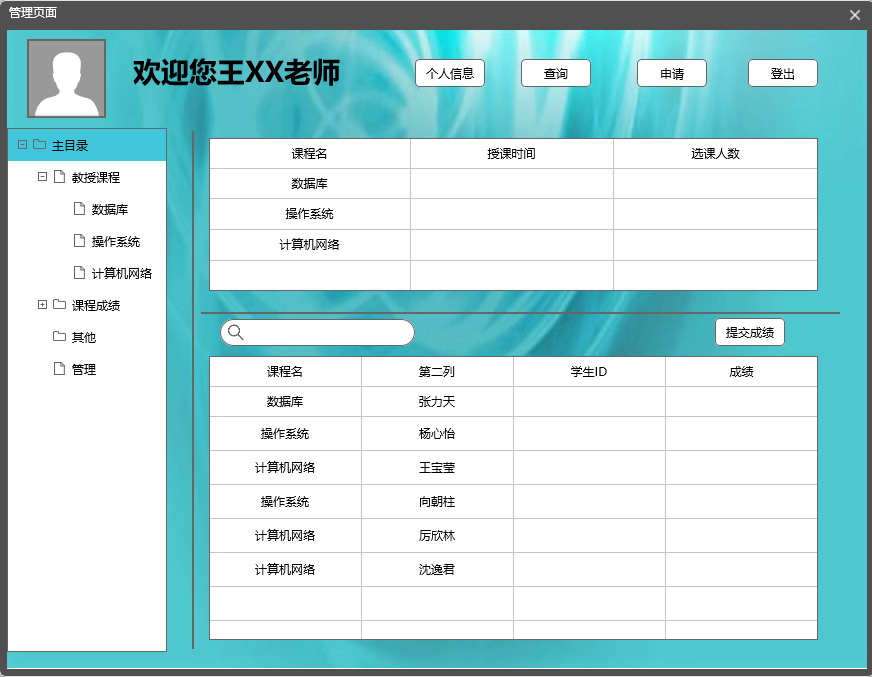 管理页面
欢迎您王XX老师
个人信息
查询
申请
登出
主目录
教授课程
数据库
操作系统
计算机网络
课程成绩
其他
管理
课程名 授课时间 选课人数
数据库
操作系统
计算机网络
提交成绩
课程名 第二列 学生ID 成绩
数据库 张力天
操作系统 杨心怡
计算机网络 王宝莹
操作系统 向朝柱
计算机网络 厉欣林
计算机网络 沈逸君